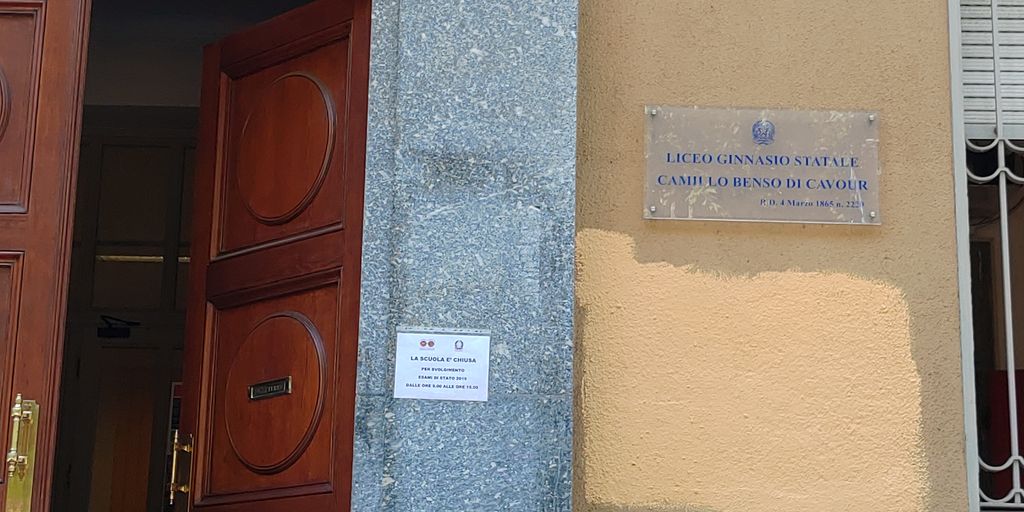 LICEO GINNASIO STATALE
CAMILLO BENSO DI CAVOUR
R. D. 4 Marzo 1865 n. 2229
LA SCUOLA E' CHIUSA
PER SVOLGIMENTO
ESAMI DI STATO 2019
DALLE ORE 8.00 ALLE ORE 15.00